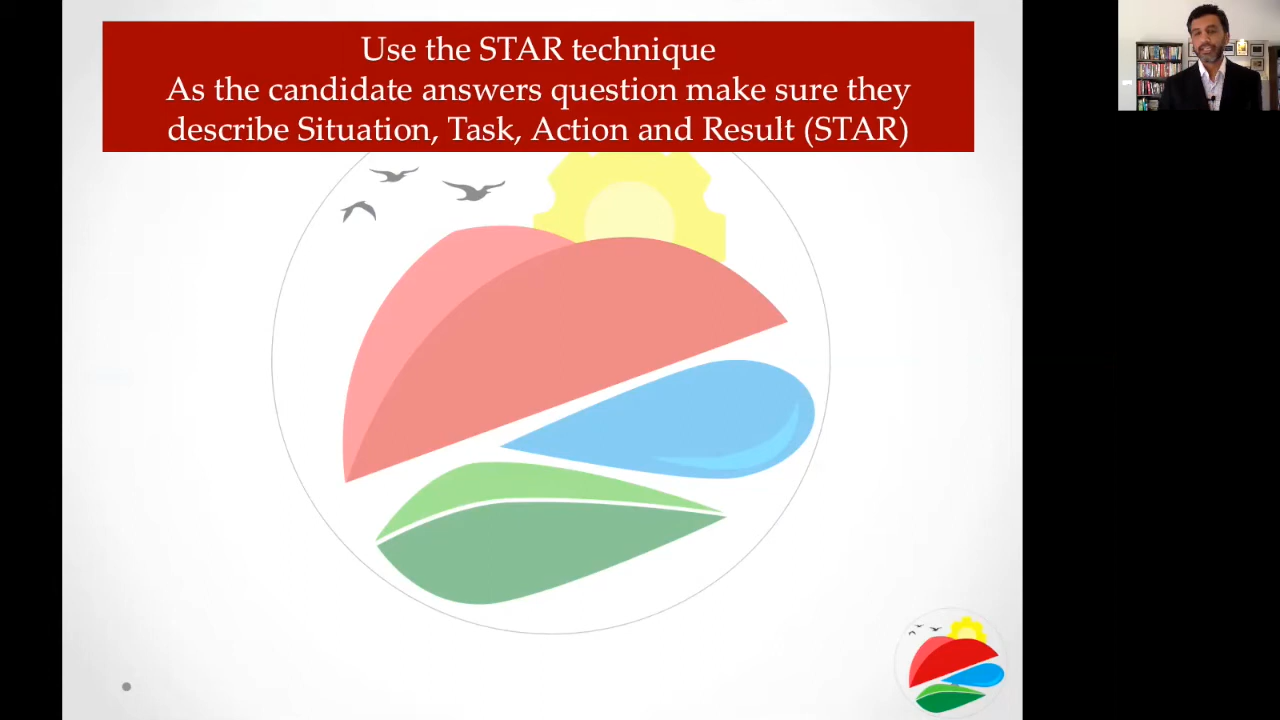 Use the STAR technique
As the candidate answers question make sure they
describe Situation, Task, Action and Result (STAR)